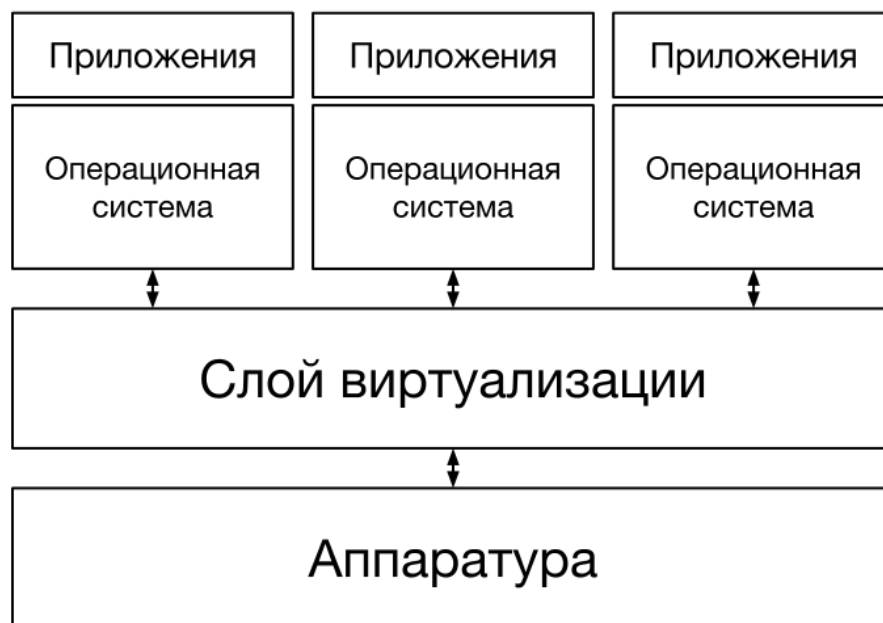 Приложения
Приложения
Приложения
Операционная
система
Операционная
система
Операционная
система
Слой виртуализации
Аппаратура